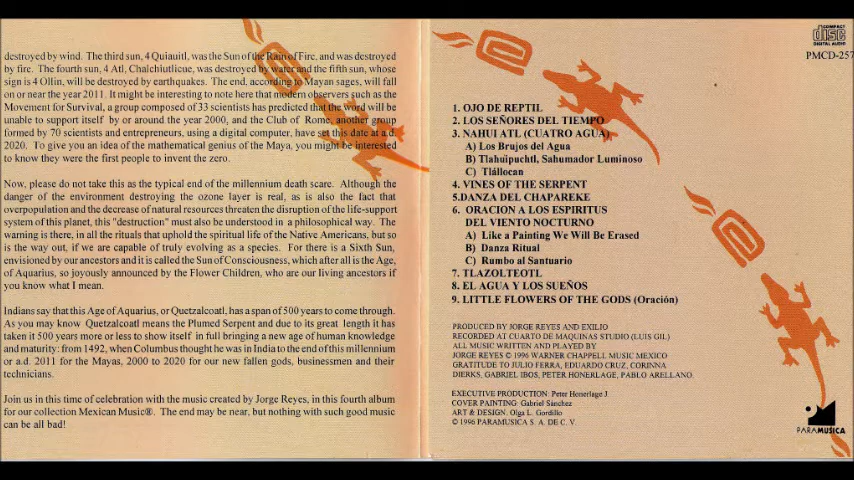 destroyed by wind. The third sun, 4 Quiauitl, was the Sun of the Rain of Fire, and was destroyed
by fire. The fourth sun, 4 Atl, Chalchiutlicue, was destroyed by water and the fifth sun, whose
sign is 4 Ollin, will be destroyed by earthquakes. The end, according to Mayan sages, will fall
on or near the year 2011. It might be interesting to note here that modern observers such as the
Movement for Survival, a group composed of 33 scientists has predicted that the word will be
unable to support itself by or around the year 2000, and the Club of Rome, another group
formed by 70 scientists and entrepreneurs, using a digital computer, have set this date at a.d.
2020. To give you an idea of the mathematical genius of the Maya, you might be interested
to know they were the first people to invent the zero.
Now, please do not take this as the typical end of the millennium death scare. Although the
danger of the environment destroying the ozone layer is real, as is also the fact that
overpopulation and the decrease of natural resources threaten the disruption of the life-support
system of this planet, this "destruction" must also be understood in a philosophical way. The
warning is there, in all the rituals that uphold the spiritual life of the Native Americans, but so
is the way out, if we are capable of truly evolving as a species. For there is a Sixth Sun,
envisioned by our ancestors and it is called the Sun of Consciousness, which after all is the Age,
of Aquarius, so joyously announced by the Flower Children, who are our living ancestors if
you know what I mean.
Indians say that this Age of Aquarius, or Quetzalcoatl, has a span of 500 years to come through.
As you may know Quetzalcoatl means the Plumed Serpent and due to its great length it has
taken it 500 years more or less to show itself in full bringing a new age of human knowledge
and maturity: from 1492, when Columbus thought he was in India to the end of this millennium
or a.d. 2011 for the Mayas, 2000 to 2020 for our new fallen gods, businessmen and their
technicians.
Join us in this time of celebration with the music created by Jorge Reyes, in this fourth album
for our collection Mexican Music®. The end may be near, but nothing with such good music
can be all bad!
COMPACT
disc
DIGITAL AUDIO
PMCD-257
1. OJO DE REPTIL
2. LOS SEÑORES DEL TIEMPO
3. NAHUI ATL (CUATRO AGUA)
A) Los Brujos del Agua
B) Tlahuipuchtl, Sahumador Luminoso
C) Tlállocan
4. VINES OF THE SERPENT
5.DANZA DEL CHAPAREKE
6. ORACION A LOS ESPIRITUS
DEL VIENTO NOCTURNO
A) Like a Painting We Will Be Erased
B) Danza Ritual
C) Rumbo al Santuario
7. TLAZOLTEOTL
8. EL AGUA Y LOS SUEÑOS
9. LITTLE FLOWERS OF THE GODS (Oración)
PRODUCED BY JORGE REYES AND EXILIO
RECORDED AT CUARTO DE MAQUINAS STUDIO (LUIS GIL)
ALL MUSIC WRITTEN AND PLAYED BY
JORGE REYES © 1996 WARNER CHAPPELL MUSIC MEXICO
GRATITUDE TO JULIO FERRA, EDUARDO CRUZ, CORINNA
DIERKS, GABRIEL IBOS, PETER HONERLAGE, PABLO ARELLANO.
EXECUTIVE PRODUCTION: Peter Honerlage J
COVER PAINTING: Gabriel Sánchez
ART & DESIGN. Olga L. Gordillo
© 1996 PARAMUSICA S. A. DE C. V.
PARAMUSICA